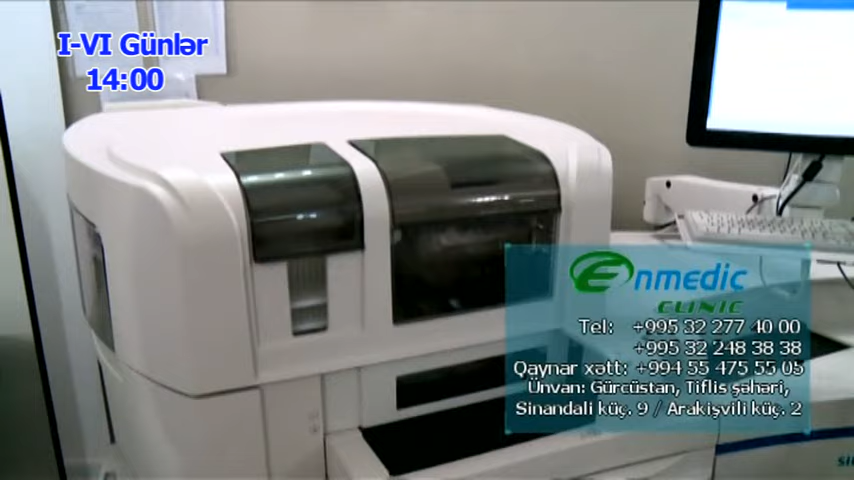 I-VI Günlər
14:00
Enmedic
CLINIC
Tel: +995 32 277 40 00
+995 32 248 38 38
Qaynar xətt: +994 55 475 55 05
Ünvan: Gürcüstan, Tiflis şəhəri,
Sinandali küç. 9 / Arakişvili küç. 2